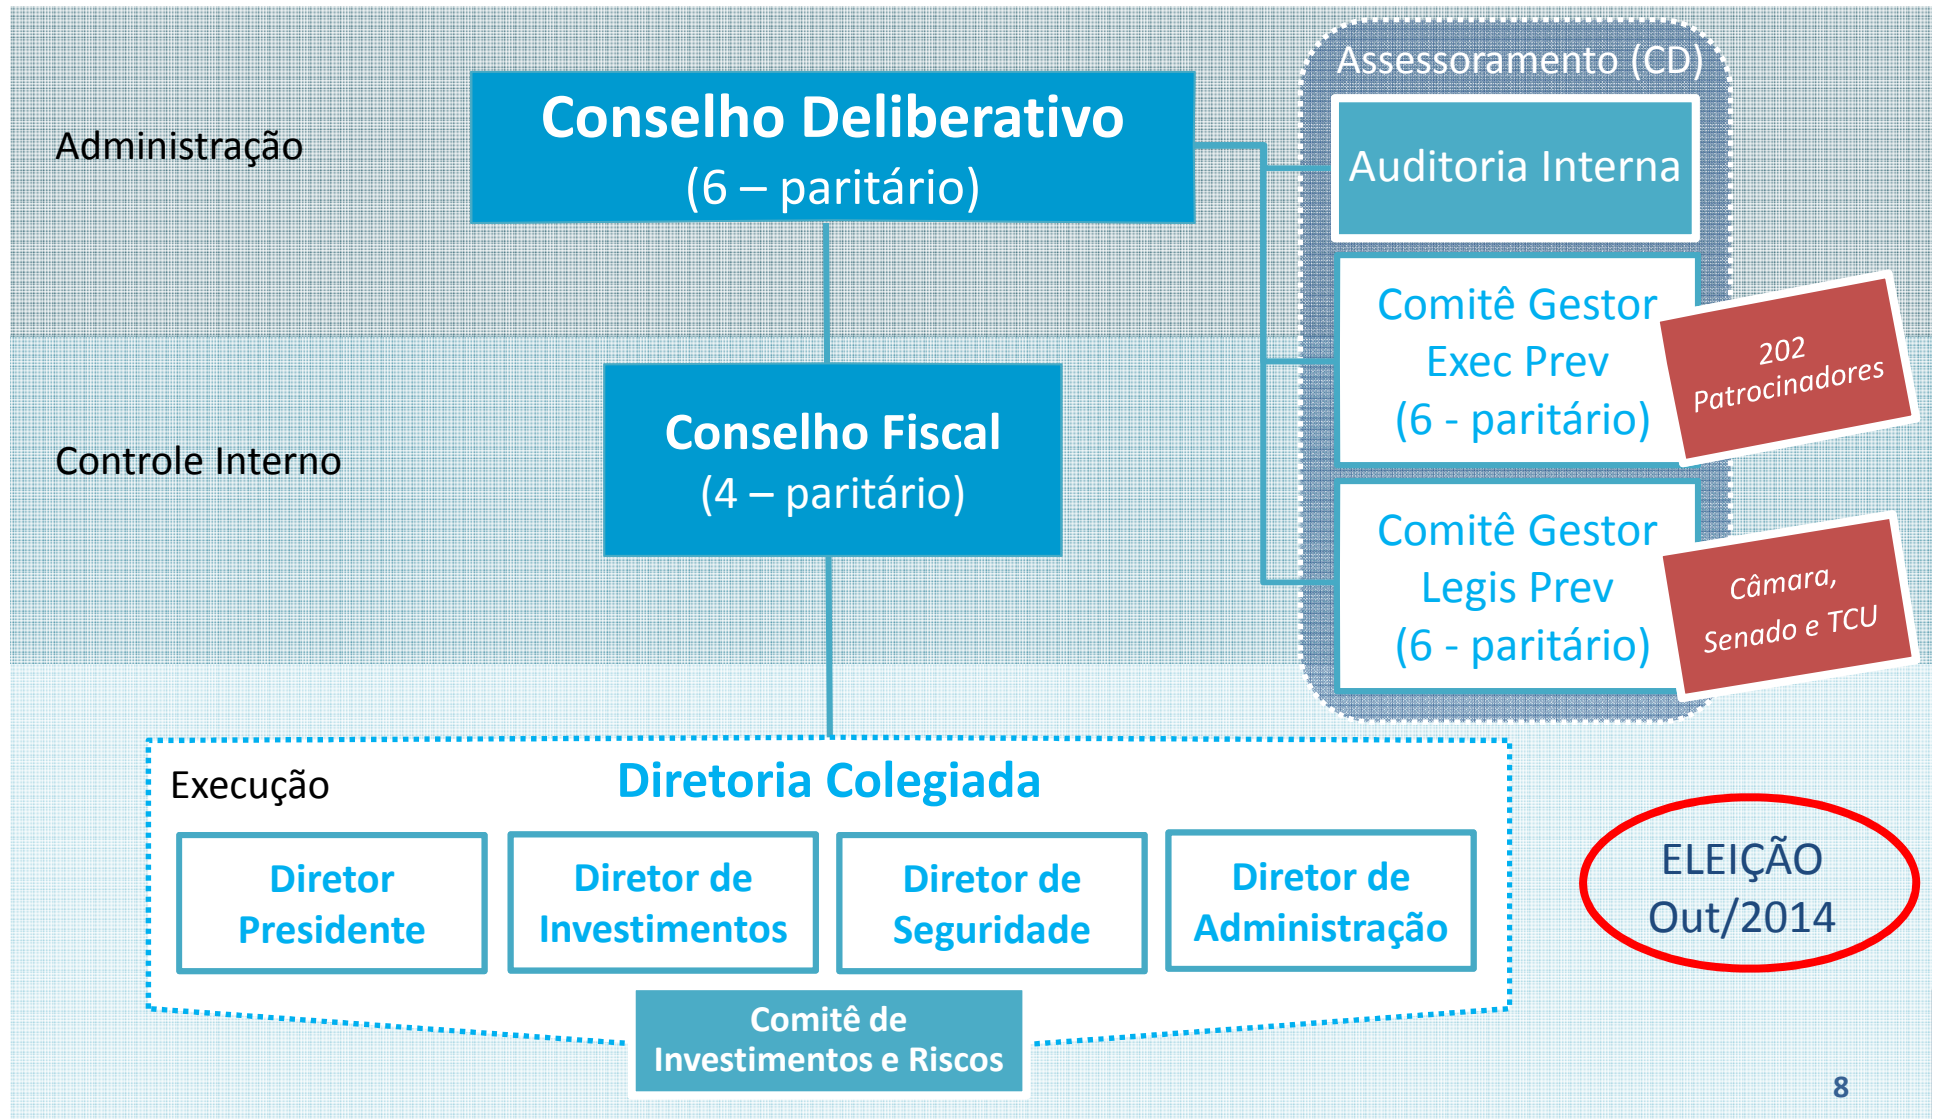 Assessoramento (CD)
Administração
Conselho Deliberativo
(6 – paritário)
Auditoria Interna
Comitê Gestor
Exec Prev
(6 - paritário)
202
Patrocinadores
Controle Interno
Conselho Fiscal
(4 – paritário)
Comitê Gestor
Legis Prev
(6 - paritário)
Câmara,
Senado e TCU
Execução
Diretoria Colegiada
Diretor
Presidente
Diretor de
Investimentos
Diretor de
Seguridade
Diretor de
Administração
ELEIÇÃO
Out/2014
Comitê de
Investimentos e Riscos
8